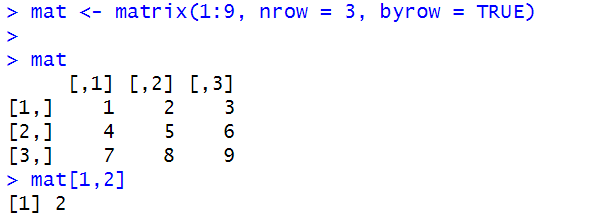 > mat <- matrix(1:9, nrow = 3, byrow = TRUE)
>
> mat
     [,1] [,2] [,3]
[1,]    1    2    3
[2,]    4    5    6
[3,]    7    8    9
> mat[1,2]
[1] 2